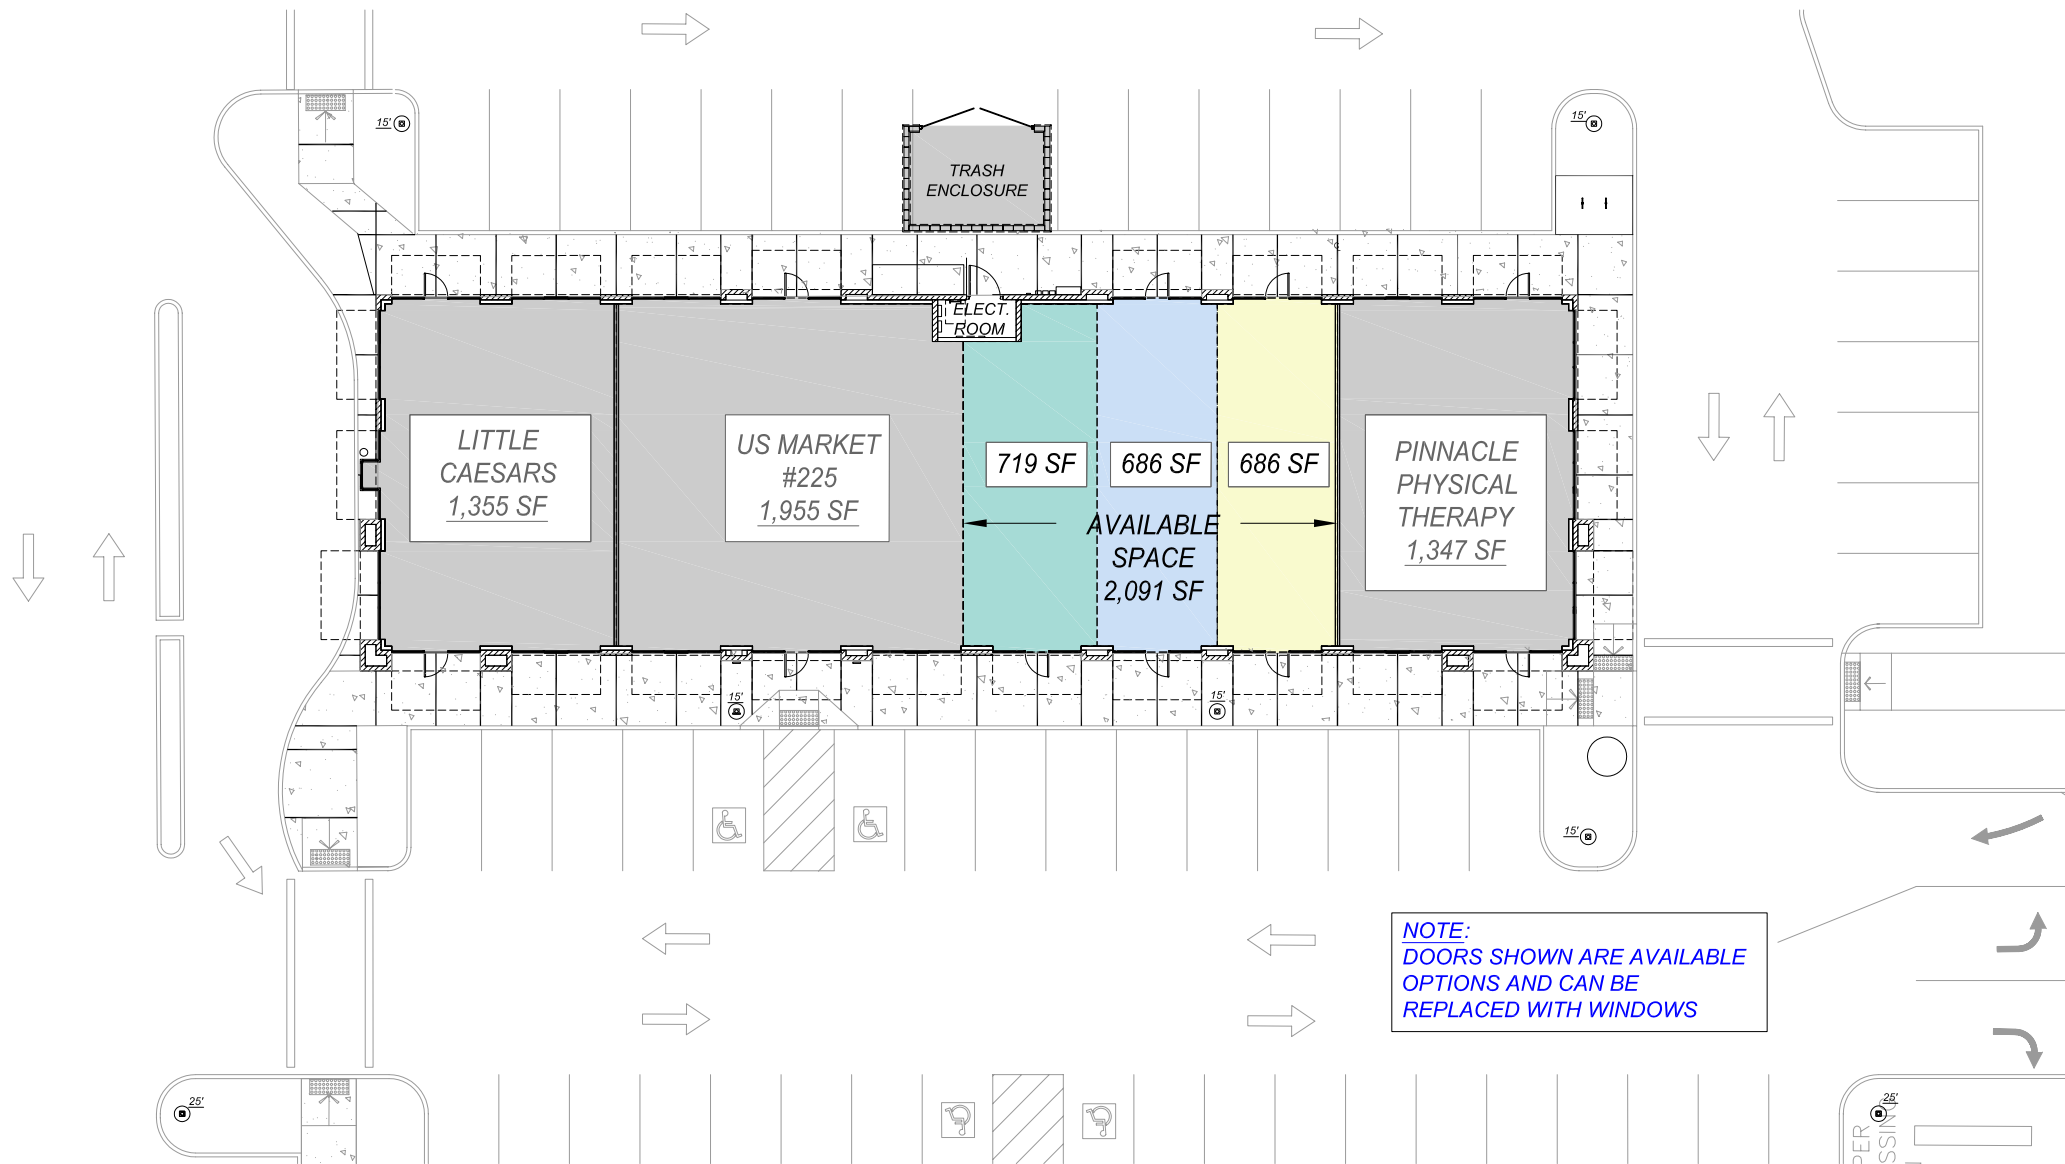 15'
15'
TRASH
ENCLOSURE
ELECT.
ROOM
LITTLE
CAESARS
1,355 SF
US MARKET
#225
1,955 SF
719 SF
686 SF
686 SF
AVAILABLE
SPACE
2,091 SF
PINNACLE
PHYSICAL
THERAPY
1,347 SF
15'
15'
15'
NOTE:
DOORS SHOWN ARE AVAILABLE
OPTIONS AND CAN BE
REPLACED WITH WINDOWS
25'
25'